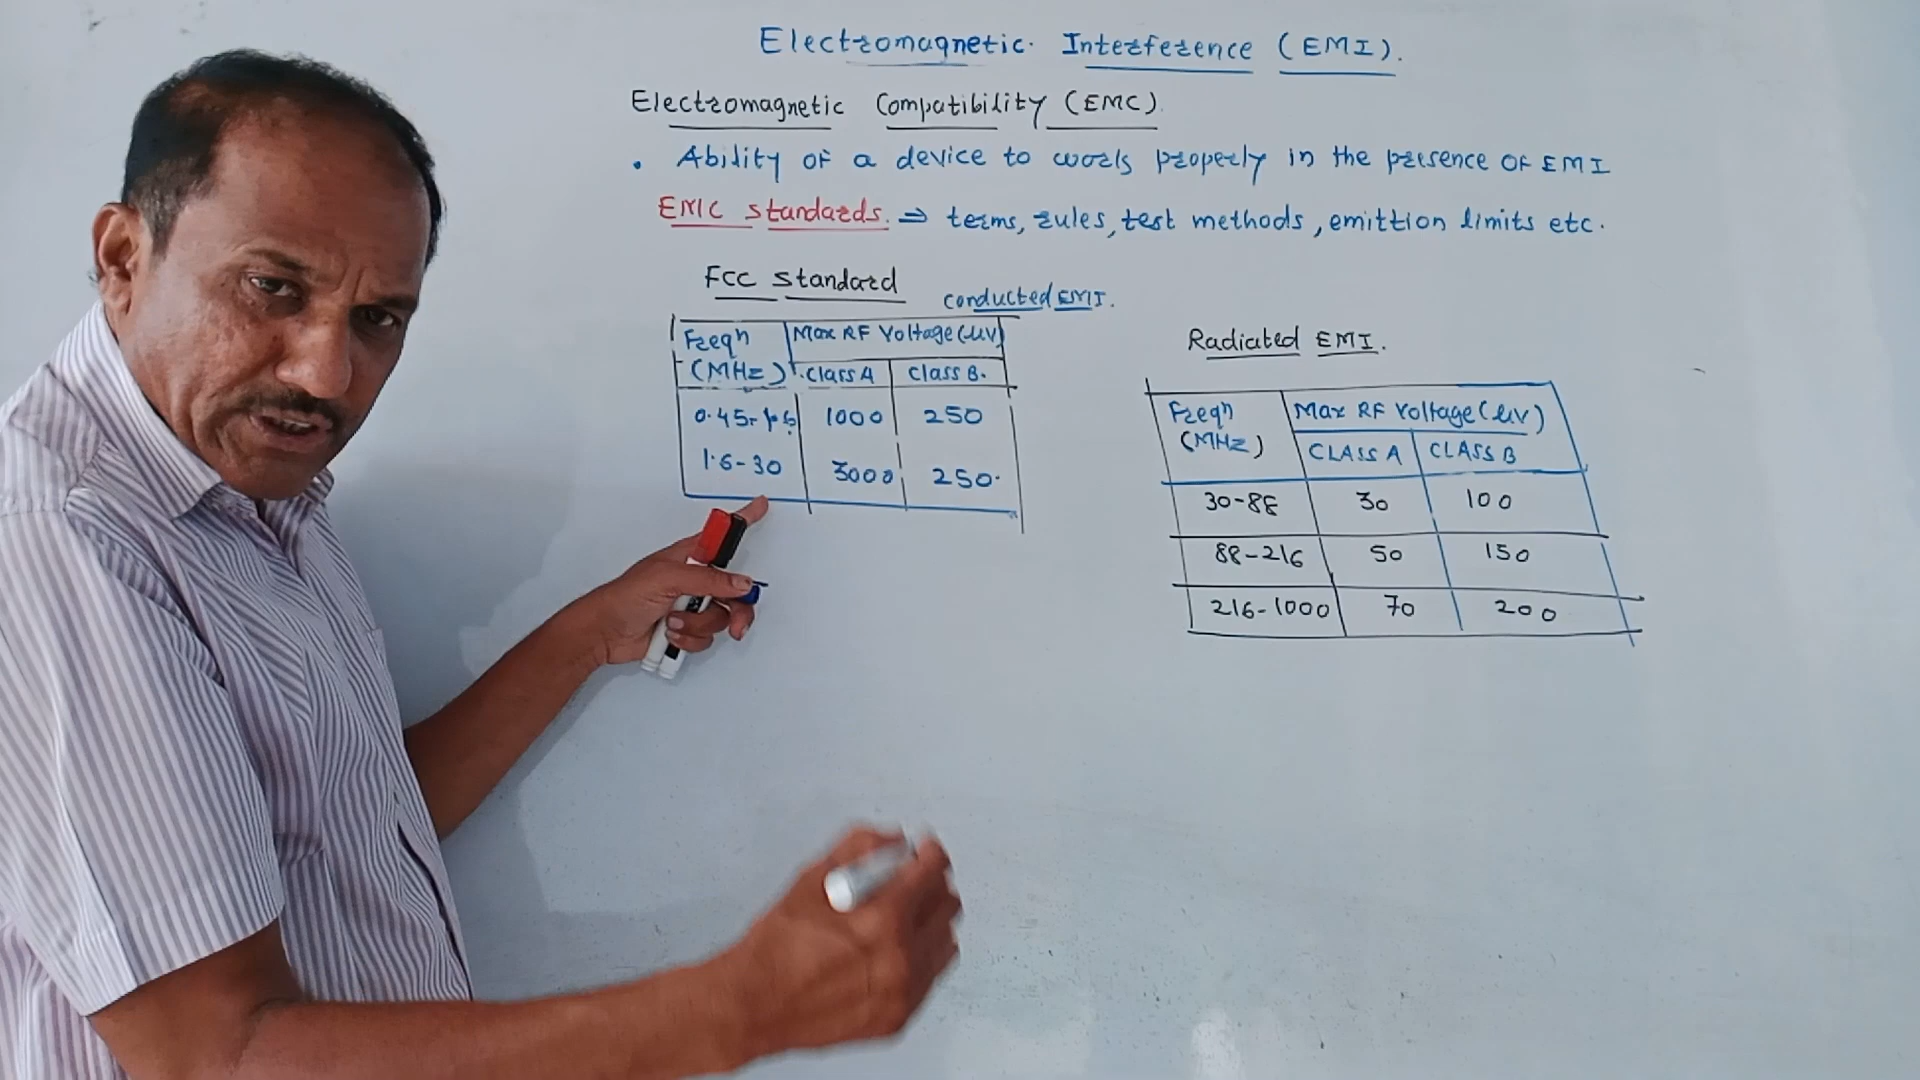 Electromagnetic Interference (EMI).
Electromagnetic Compatibility (EMC).
• Ability of a device to work properly in the presence of EMI
EMC standards. ⇒ terms, rules, test methods, emittion limits etc.
FCC standard
conducted EMI.
Freqn Max RF Voltage (uv)
(MHz) Class A Class B.
0.45- 1000 250
1.6-30 3000 250.
Radiated EMI.
Freqn Max RF Voltage (uv)
(MHz) CLASS A CLASS B
30-88 30 100
88-216 50 150
216-1000 70 200